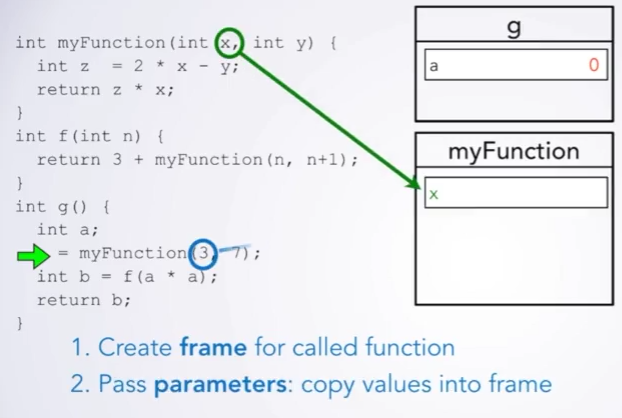 int myFunction(int x, int y) {
int z = 2 * x - y;
return z * x;
}
int f(int n) {
return 3 + myFunction(n, n+1);
}
int g() {
int a;
= myFunction(3, 7);
int b = f(a * a);
return b;
}
g
a 0
myFunction
x
1. Create frame for called function
2. Pass parameters: copy values into frame